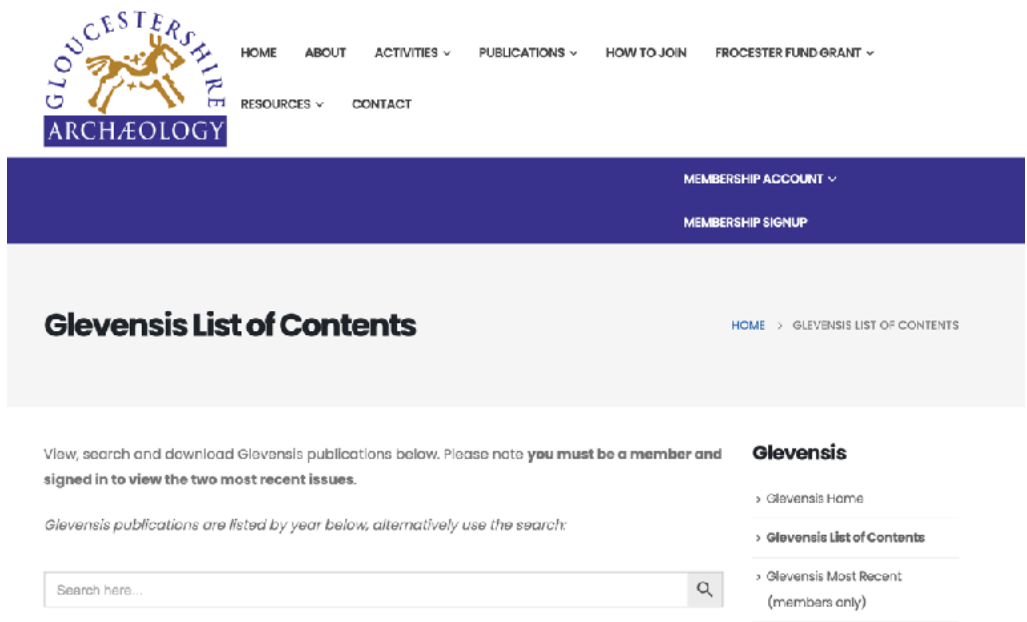 GLOUCESTERSHIRE
ARCHÆOLOGY
HOME ABOUT ACTIVITIES PUBLICATIONS HOW TO JOIN FROCESTER FUND GRANT
RESOURCES CONTACT
MEMBERSHIP ACCOUNT
MEMBERSHIP SIGNUP
Glevensis List of Contents
HOME > GLEVENSIS LIST OF CONTENTS
View, search and download Glevensis publications below. Please note you must be a member and
signed in to view the two most recent issues.
Glevensis publications are listed by year below, alternatively use the search:
Search here...
Glevensis
> Glevensis Home
> Glevensis List of Contents
> Glevensis Most Recent
(members only)